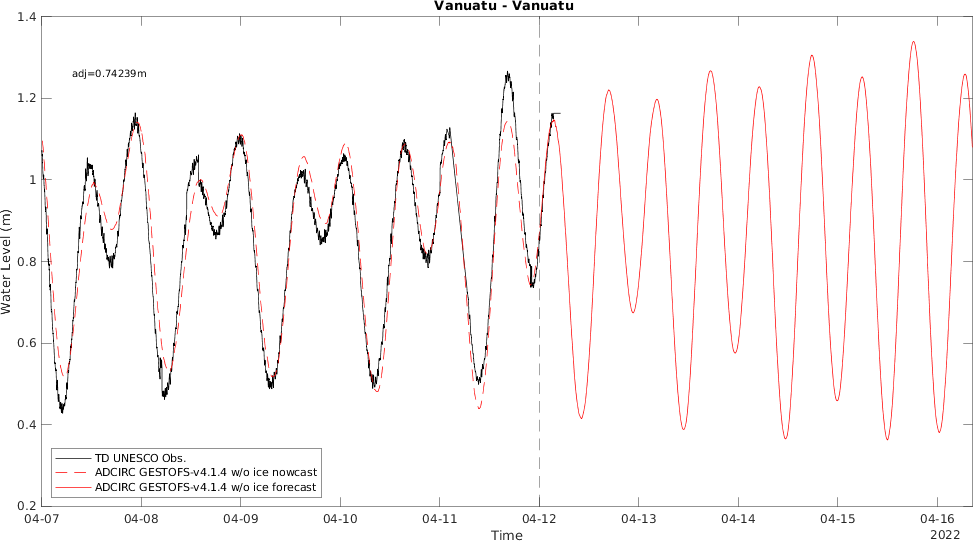 Vanuatu - Vanuatu
1.4
adj=0.74239m
1.2
1
0.8
0.6
0.4
0.2
Water Level (m)
TD UNESCO Obs.
ADCIRC GESTOFS-v4.1.4 w/o ice nowcast
ADCIRC GESTOFS-v4.1.4 w/o ice forecast
04-07 04-08 04-09 04-10 04-11 04-12 04-13 04-14 04-15 04-16
Time 2022